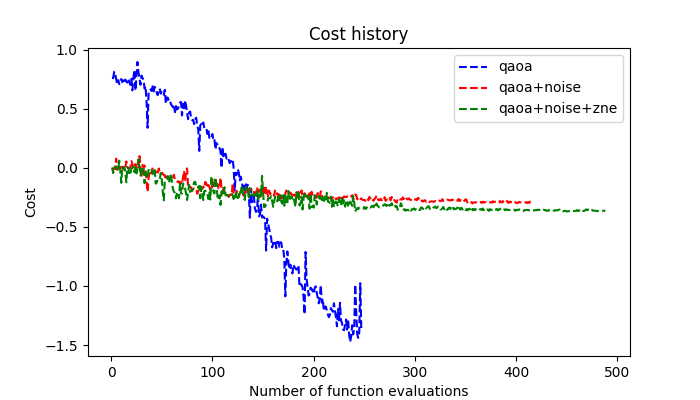 Cost history
1.0
0.5
0.0
−0.5
−1.0
−1.5
Cost
qaoa
qaoa+noise
qaoa+noise+zne
0 100 200 300 400 500
Number of function evaluations